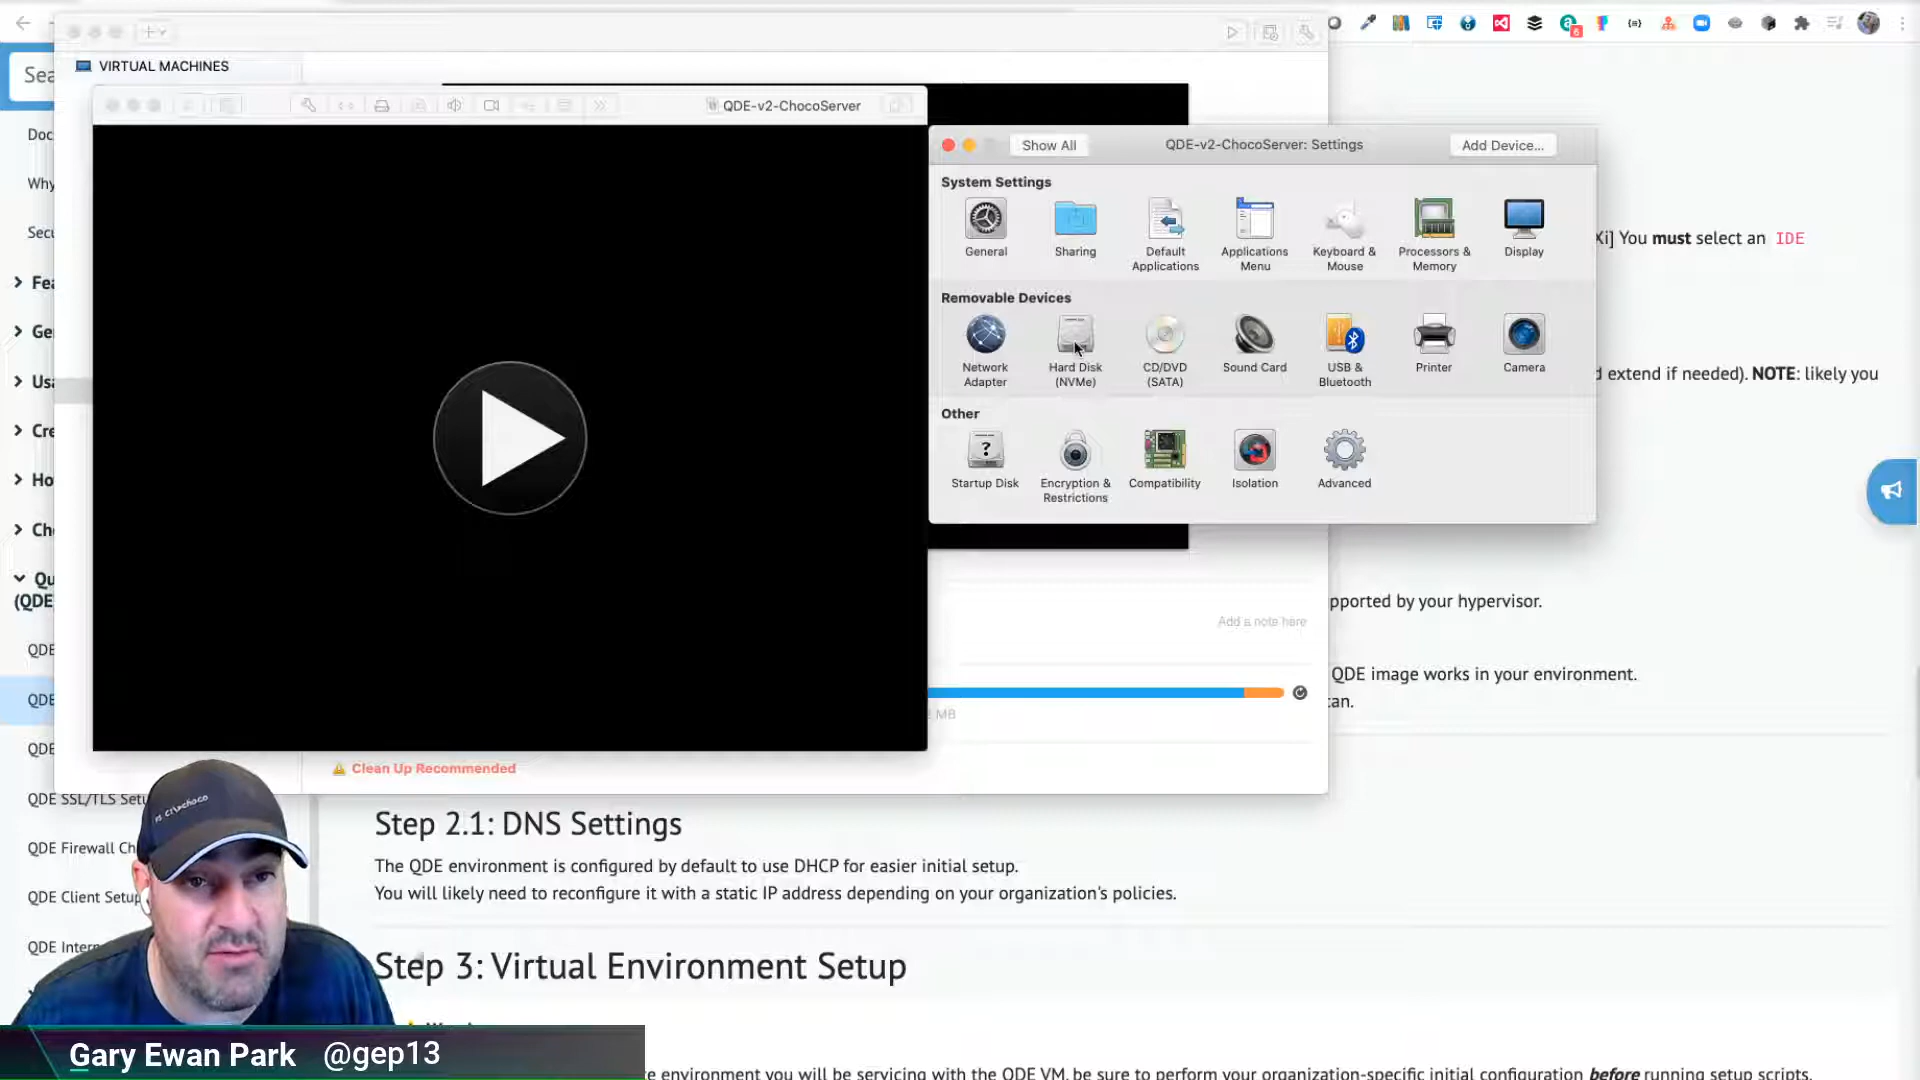 Sea
VIRTUAL MACHINES
QDE-v2-ChocoServer
Show All
QDE-v2-ChocoServer: Settings
Add Device...
System Settings
General
Sharing
Default
Applications
Applications
Menu
Keyboard &
Mouse
Processors &
Memory
Display
Removable Devices
Network
Adapter
Hard Disk
(NVMe)
CD/DVD
(SATA)
Sound Card
USB &
Bluetooth
Printer
Camera
Other
Startup Disk
Encryption &
Restrictions
Compatibility
Isolation
Advanced
6
Doc
Why
Secu
Fea
Ge
Usa
Cre
Ho
Cho
Qu
(QDE
QDE
QDE
QDE
QDE SSL/TLS Setu
QDE Firewall Ch
QDE Client Setup
QDE Intern
Xi] You must select an IDE
d extend if needed). NOTE: likely you
pported by your hypervisor.
Add a note here
QDE image works in your environment.
can.
MB
Clean Up Recommended
Step 2.1: DNS Settings
The QDE environment is configured by default to use DHCP for easier initial setup.
You will likely need to reconfigure it with a static IP address depending on your organization's policies.
Step 3: Virtual Environment Setup
Gary Ewan Park @gep13
e environment you will be servicing with the QDE VM, be sure to perform your organization-specific initial configuration before running setup scripts.